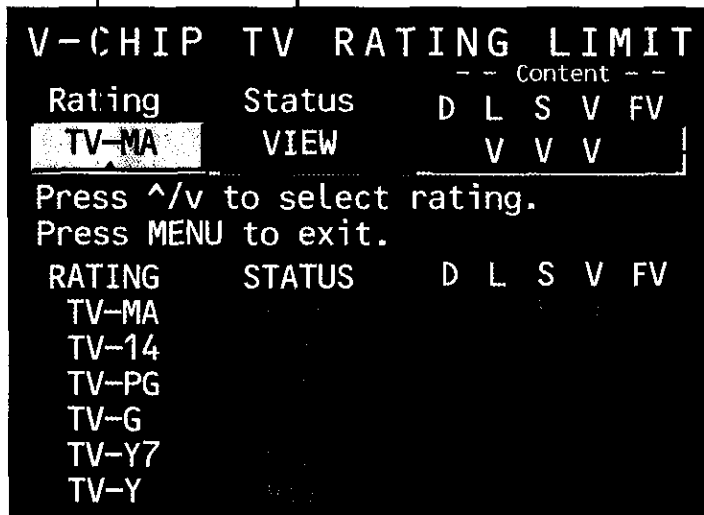 V-CHIP TV RATING LIMIT
- - Content - -
Rating Status D L S V FV
TV-MA VIEW V V V
Press ^/v to select rating.
Press MENU to exit.
RATING STATUS D L S V FV
TV-MA
TV-14
TV-PG
TV-G
TV-Y7
TV-Y